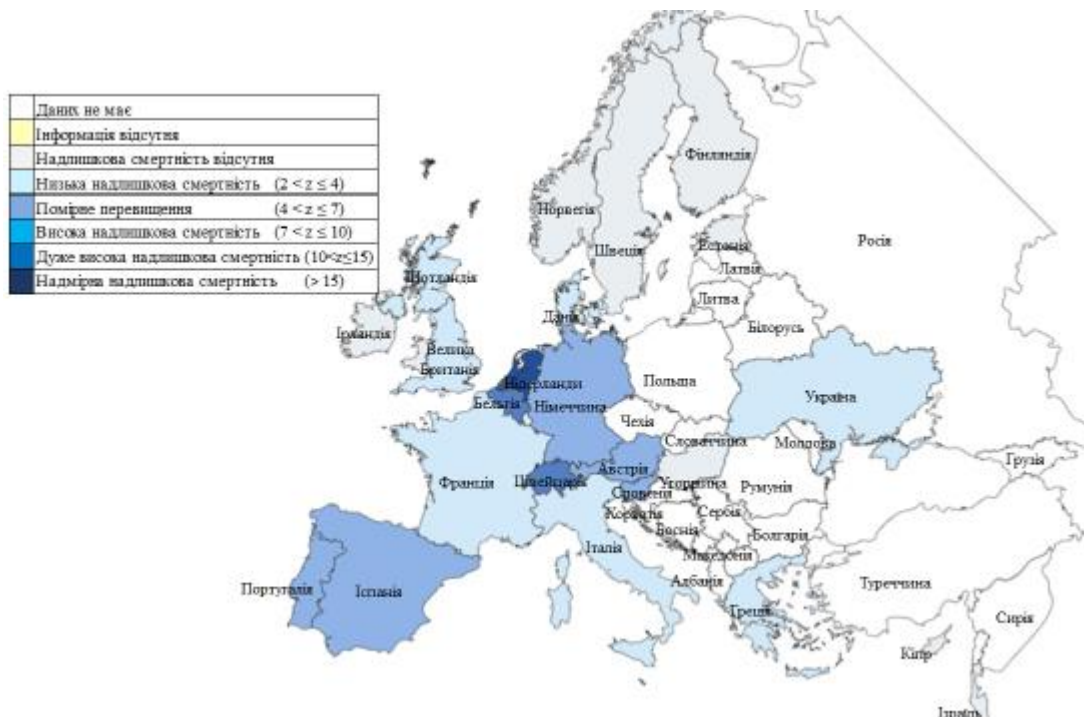 Даних не має
Інформація відсутня
Надлишкова смертність відсутня
Низька надлишкова смертність (2 < z ≤ 4)
Помірне перевищення (4 < z ≤ 7)
Висока надлишкова смертність (7 < z ≤ 10)
Дуже висока надлишкова смертність (10<z≤15)
Надмірна надлишкова смертність (> 15)
Фінляндія
Норвегія
Швеція
Естонія
Росія
Латвія
Шотландія
Литва
Данія
Білорусь
Ірландія
Велика
Британія
Нідерланди
Польща
Україна
Бельгія
Німеччина
Чехія
Словаччина
Молдова
Грузія
Австрія
Швейцарія
Франція
Угорщина
Румунія
Словенія
Сербія
Хорватія
Боснія
Болгарія
Італія
Македонія
Албанія
Туреччина
Португалія
Іспанія
Греція
Сирія
Кіпр
Ізраїль